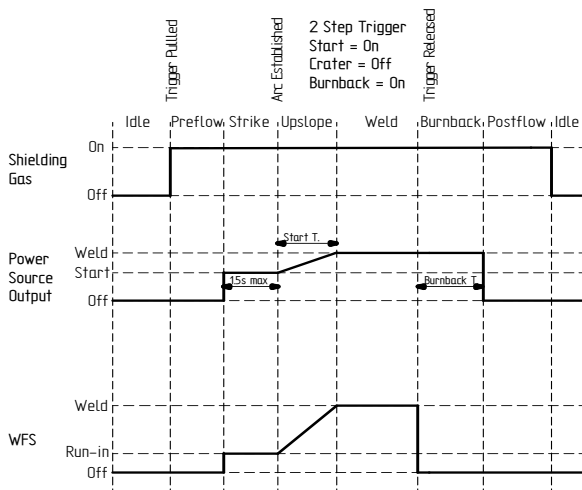 Trigger Pullled
Arc Established
2 Step Trigger
Start = On
Crater = Off
Burnback = On
Trigger Released
Idle Preflow Strike Upslope Weld Burnback Postflow Idle
Shielding
Gas
On
Off
Power
Source
Output
Weld
Start
Off
Start T.
15s max
Burnback T.
WFS
Weld
Run-in
Off